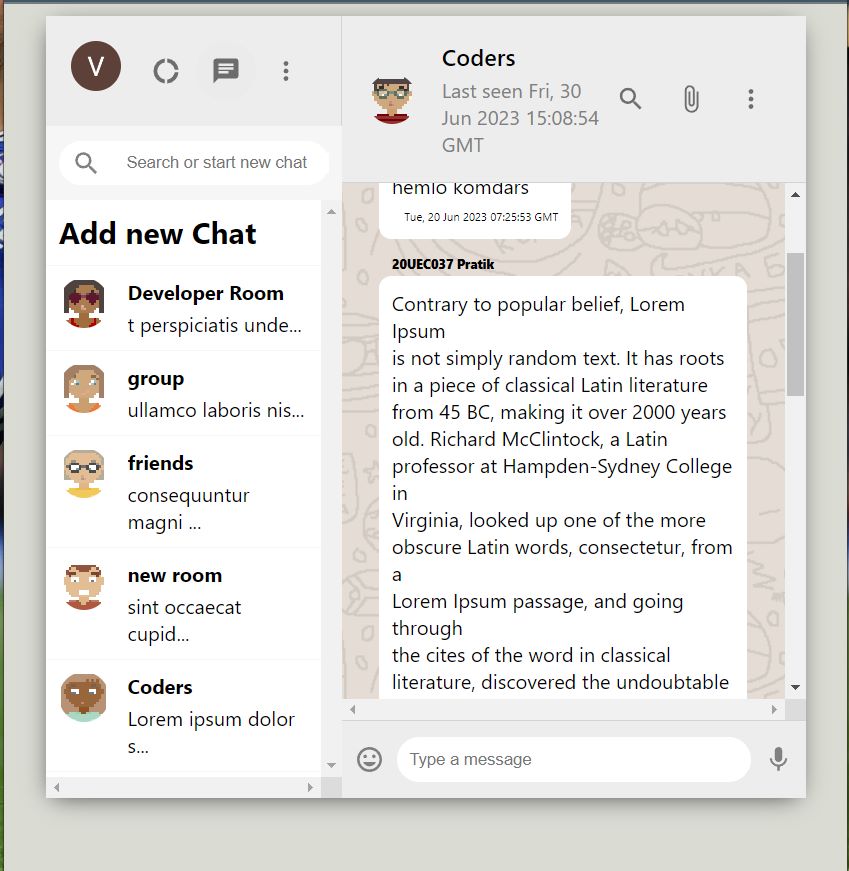 V
Search or start new chat
Add new Chat
Developer Room
t perspiciatis unde...
group
ullamco laboris nis...
friends
consequuntur
magni ...
new room
sint occaecat
cupid...
Coders
Lorem ipsum dolor
s...
Coders
Last seen Fri, 30
Jun 2023 15:08:54
GMT
hemlo komdars
Tue, 20 Jun 2023 07:25:53 GMT
20UEC037 Pratik
Contrary to popular belief, Lorem
Ipsum
is not simply random text. It has roots
in a piece of classical Latin literature
from 45 BC, making it over 2000 years
old. Richard McClintock, a Latin
professor at Hampden-Sydney College
in
Virginia, looked up one of the more
obscure Latin words, consectetur, from
a
Lorem Ipsum passage, and going
through
the cites of the word in classical
literature, discovered the undoubtable
Type a message